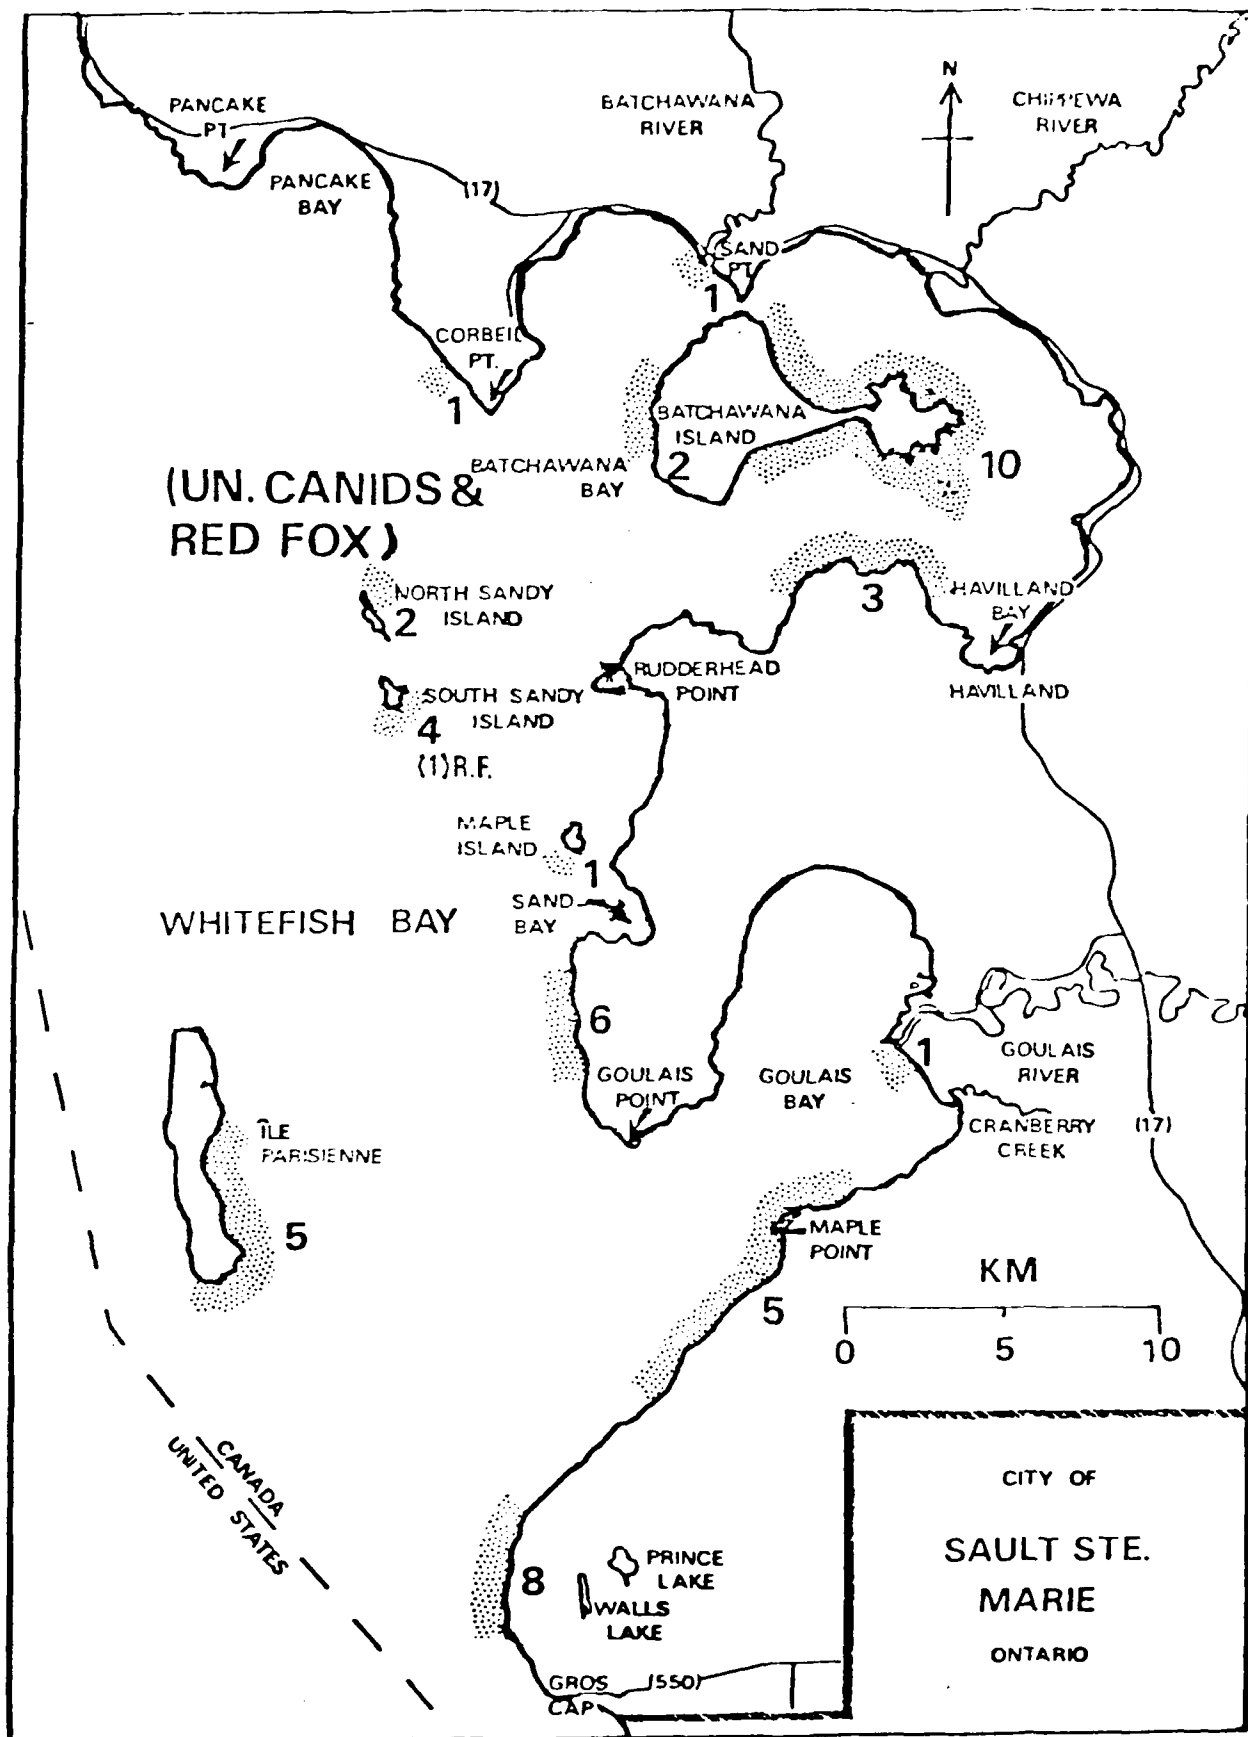 PANCAKE
PT
PANCAKE
BAY
(17)
BATCHAWANA
RIVER
N
CHIPPEWA
RIVER
SAND
PT.
1
CORBEIL
PT.
1
BATCHAWANA
ISLAND
2
10
BATCHAWANA
BAY
(UN. CANIDS &
RED FOX)
NORTH SANDY
ISLAND
2
3
HAVILLAND
BAY
HAVILLAND
RUDDERHEAD
POINT
SOUTH SANDY
ISLAND
4
(1) R.F.
MAPLE
ISLAND
1
SAND
BAY
WHITEFISH BAY
6
GOULAIS
POINT
GOULAIS
BAY
1
GOULAIS
RIVER
CRANBERRY
CREEK
(17)
ÎLE
PARISIENNE
5
MAPLE
POINT
5
KM
0 5 10
CANADA
UNITED STATES
8
PRINCE
LAKE
WALLS
LAKE
GROS
CAP
(550)
CITY OF
SAULT STE.
MARIE
ONTARIO